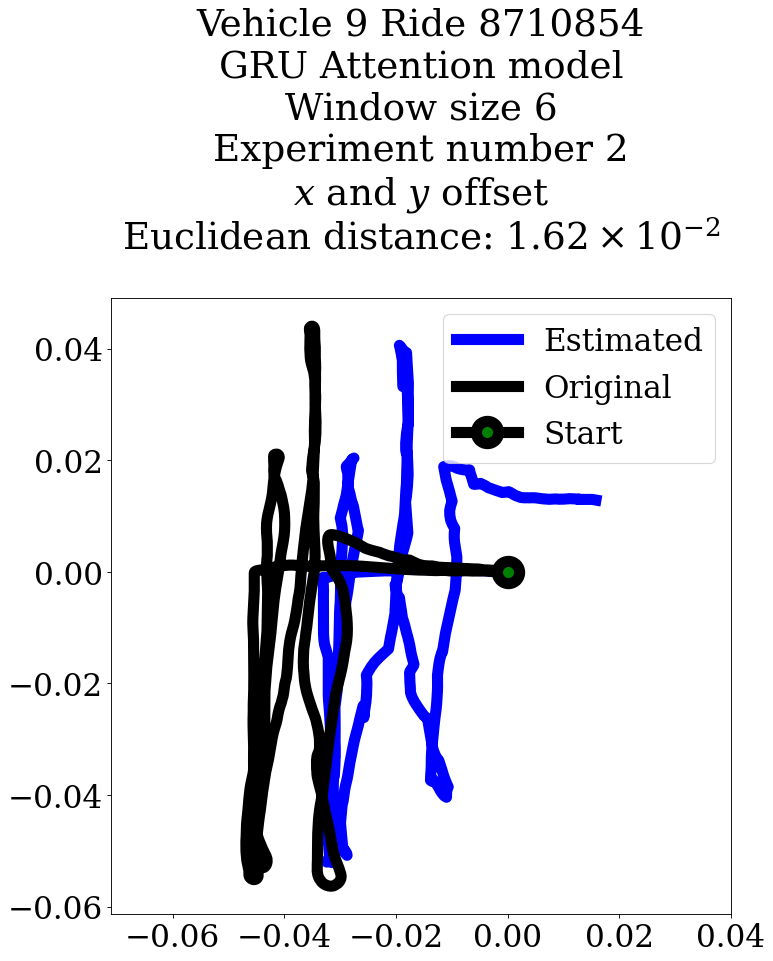 Vehicle 9 Ride 8710854
GRU Attention model
Window size 6
Experiment number 2
x and y offset
Euclidean distance: 1.62 × 10⁻²
Estimated
Original
Start
0.04
0.02
0.00
−0.02
−0.04
−0.06
−0.06 −0.04 −0.02 0.00 0.02 0.04